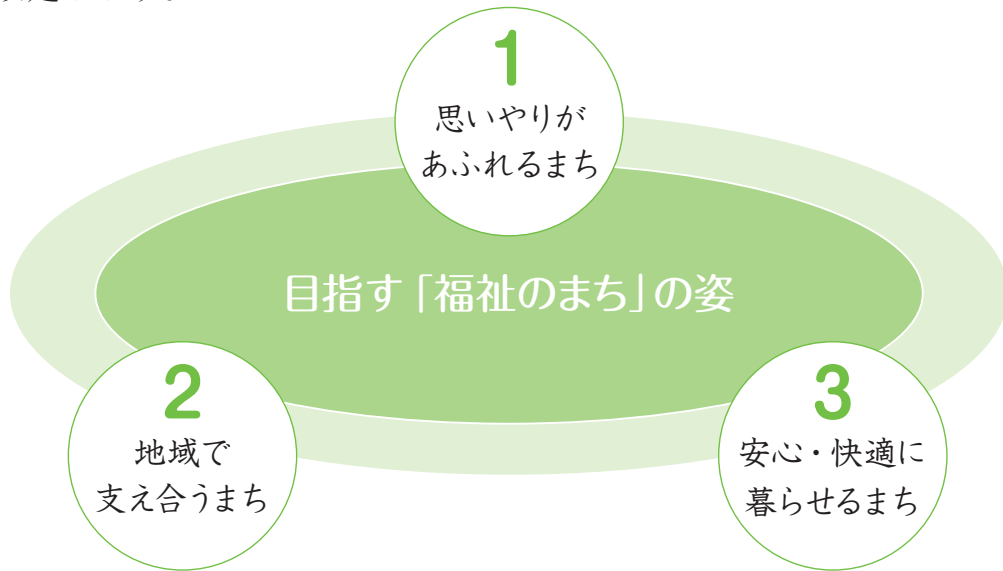 1
思いやりが
あふれるまち
目指す「福祉のまち」の姿
2
地域で
支え合うまち
3
安心・快適に
暮らせるまち